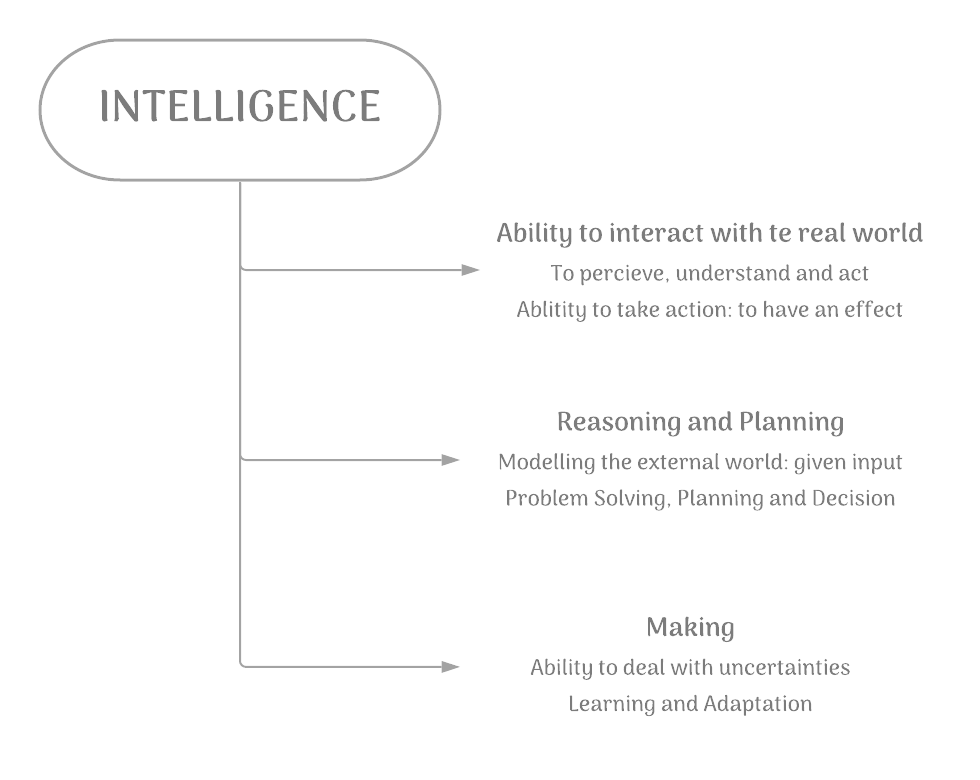 INTELLIGENCE
Ability to interact with te real world
To percieve, understand and act
Ablitity to take action: to have an effect
Reasoning and Planning
Modelling the external world: given input
Problem Solving, Planning and Decision
Making
Ability to deal with uncertainties
Learning and Adaptation